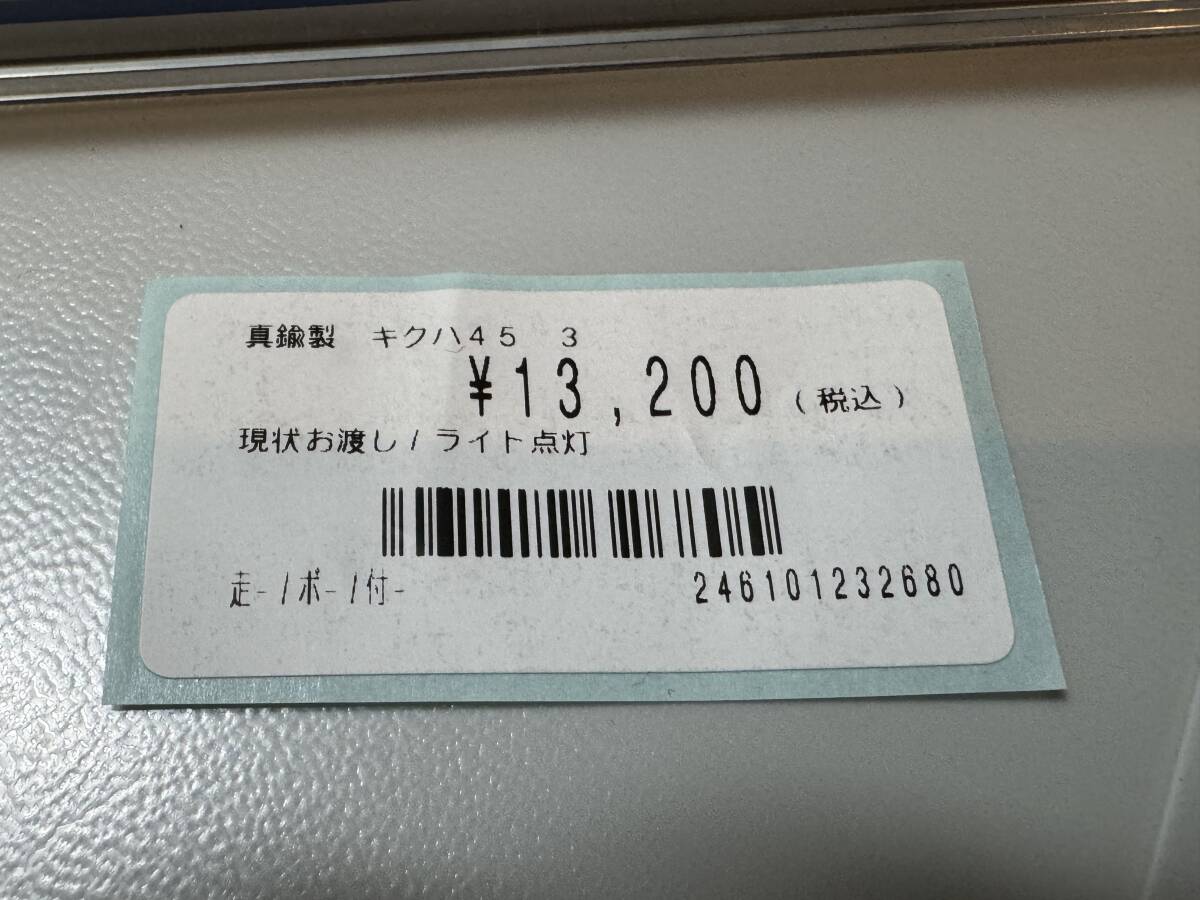 真鍮製　キクハ４５　３
¥13,200（税込）
現状お渡し/ライト点灯
走-/ポ-/付-
246101232680